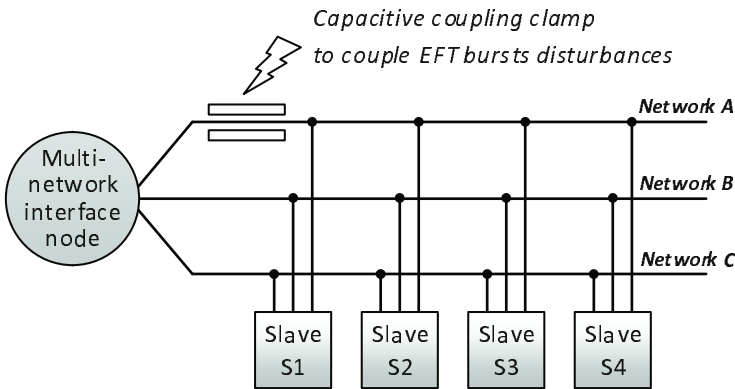 Capacitive coupling clamp
to couple EFT bursts disturbances
Network A
Multi-
network
interface
node
Network B
Network C
Slave
S1
Slave
S2
Slave
S3
Slave
S4